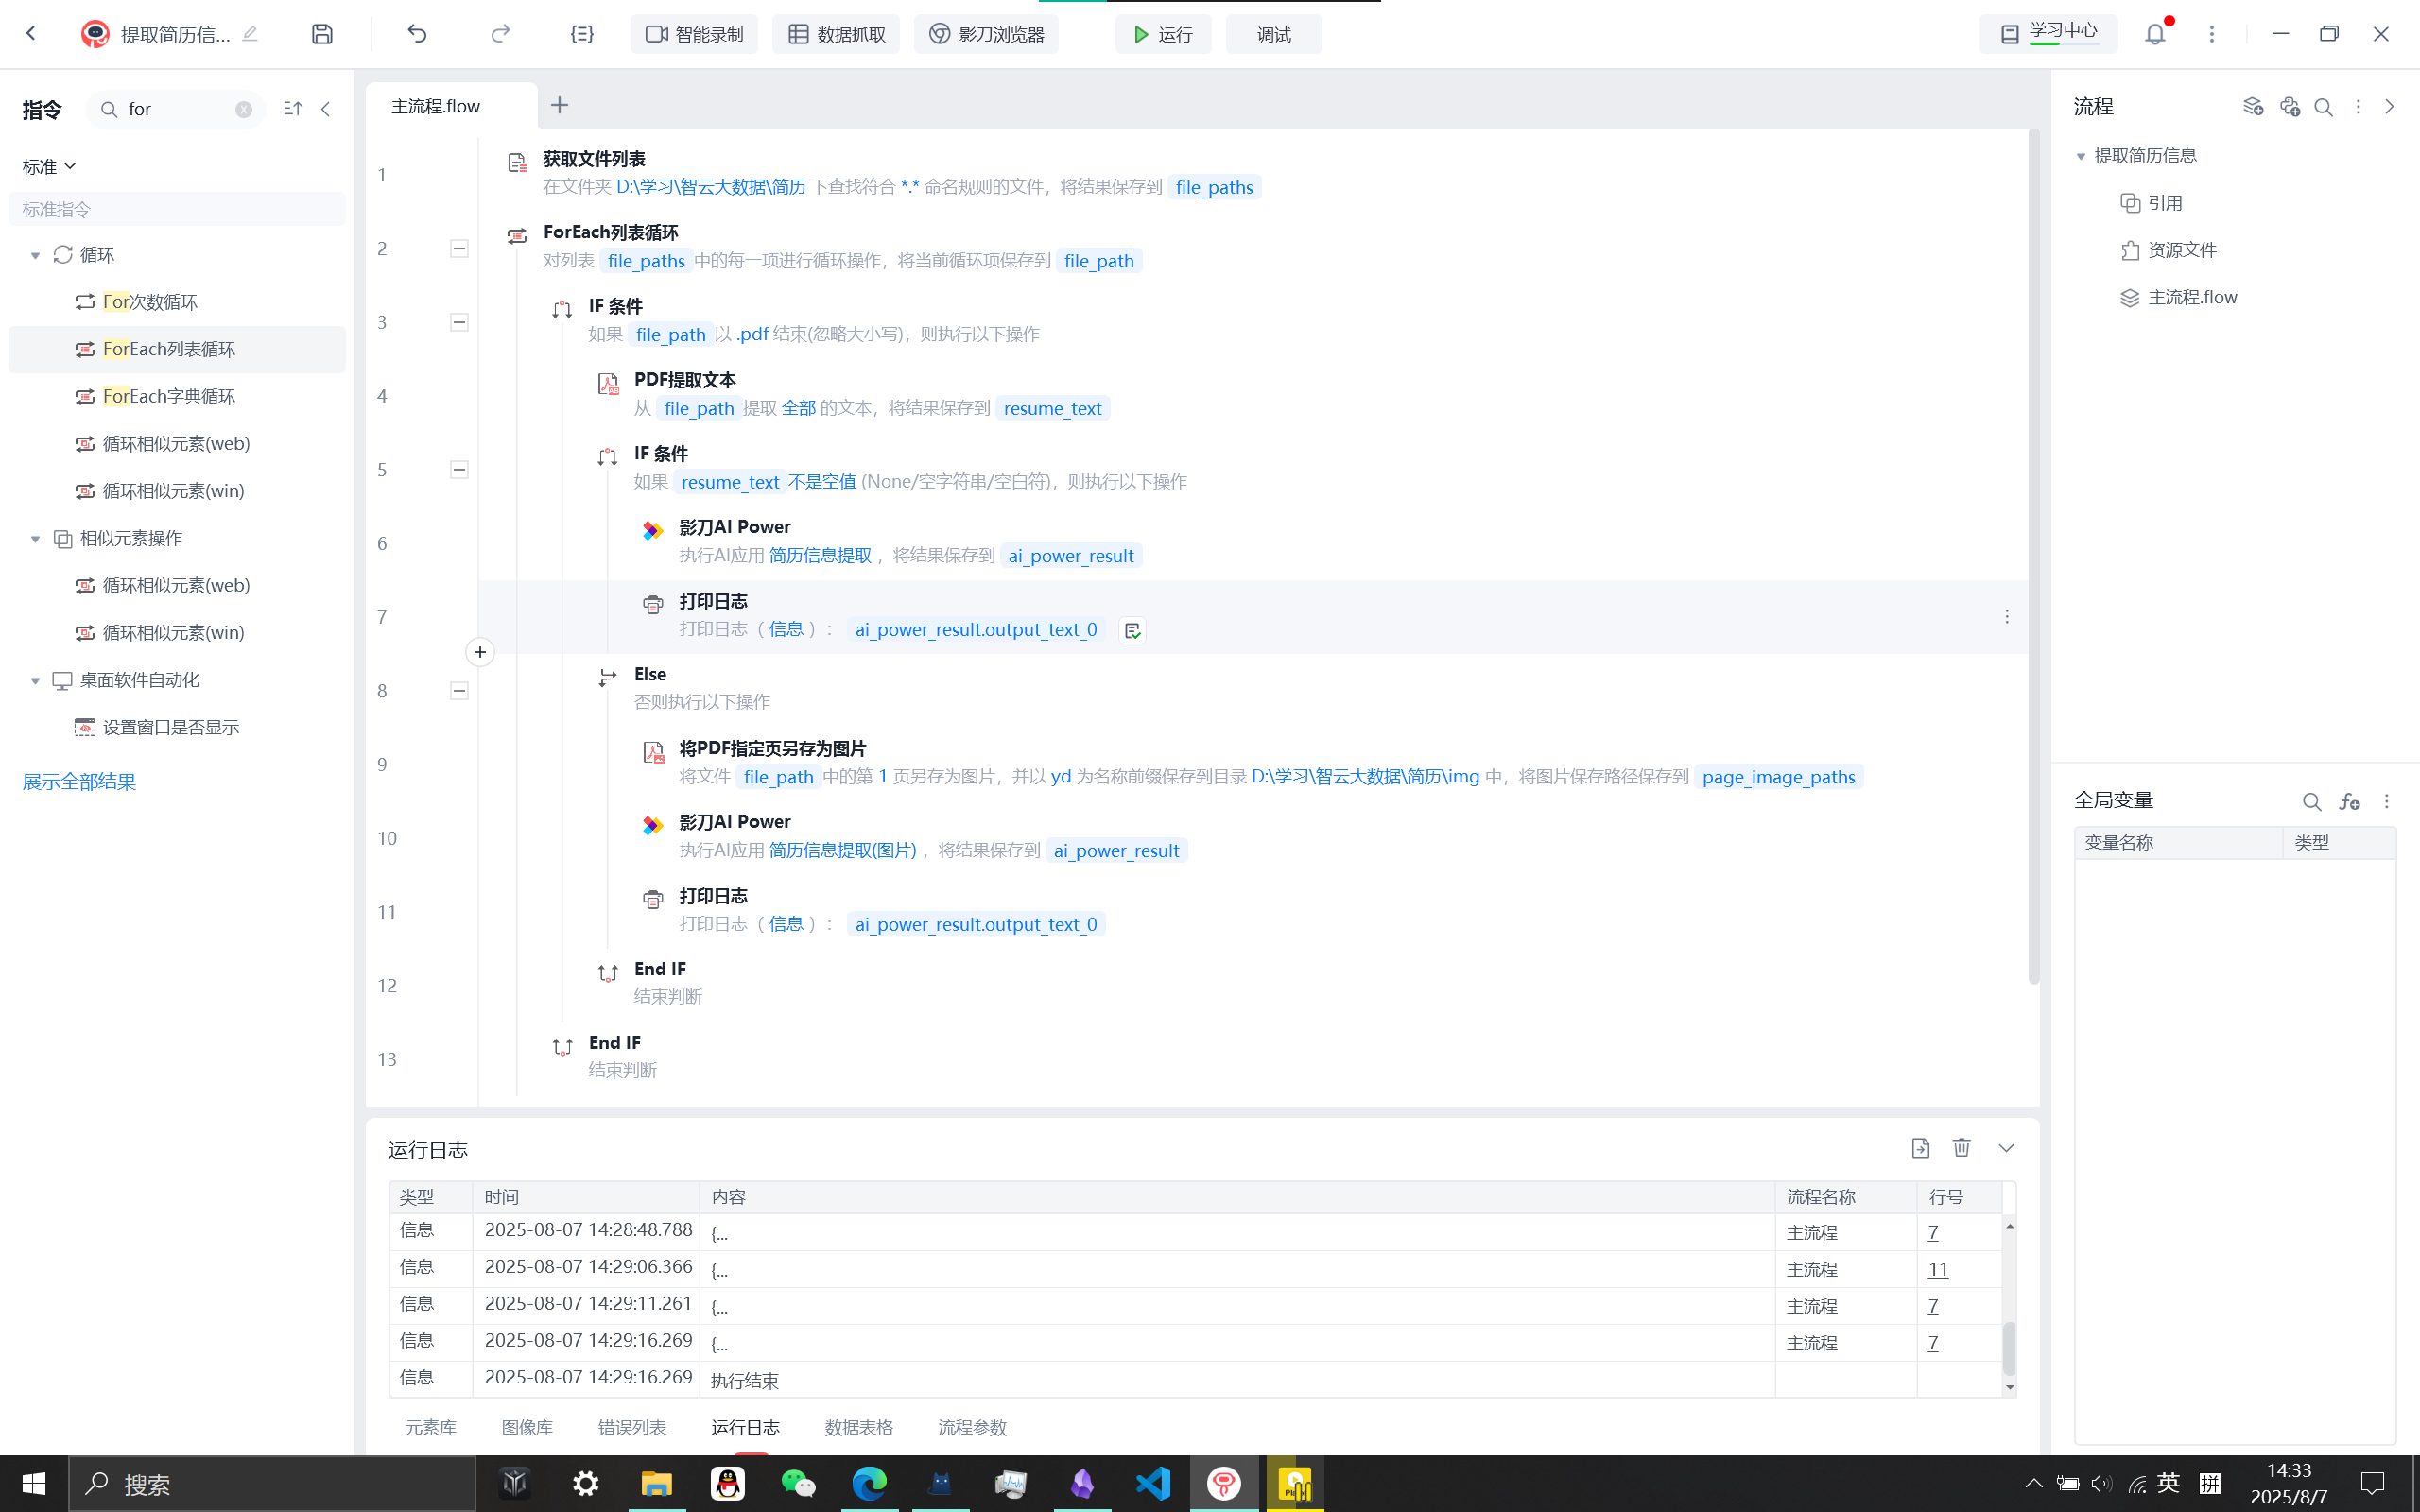 提取简历信...
智能录制
数据抓取
影刀浏览器
运行
调试
学习中心
指令
for
标准
标准指令
循环
For次数循环
ForEach列表循环
ForEach字典循环
循环相似元素(web)
循环相似元素(win)
相似元素操作
循环相似元素(web)
循环相似元素(win)
桌面软件自动化
设置窗口是否显示
展示全部结果
主流程.flow
1
获取文件列表
在文件夹 D:\学习\智云大数据\简历 下查找符合 *.* 命名规则的文件，将结果保存到 file_paths
2
ForEach列表循环
对列表 file_paths 中的每一项进行循环操作，将当前循环项保存到 file_path
3
IF 条件
如果 file_path 以 .pdf 结束(忽略大小写)，则执行以下操作
4
PDF提取文本
从 file_path 提取 全部 的文本，将结果保存到 resume_text
5
IF 条件
如果 resume_text 不是空值 (None/空字符串/空白符)，则执行以下操作
6
影刀AI Power
执行AI应用 简历信息提取 ，将结果保存到 ai_power_result
7
打印日志
打印日志（ 信息 ）： ai_power_result.output_text_0
8
Else
否则执行以下操作
9
将PDF指定页另存为图片
将文件 file_path 中的第 1 页另存为图片，并以 yd 为名称前缀保存到目录 D:\学习\智云大数据\简历\img 中，将图片保存路径保存到 page_image_paths
10
影刀AI Power
执行AI应用 简历信息提取(图片) ，将结果保存到 ai_power_result
11
打印日志
打印日志（ 信息 ）： ai_power_result.output_text_0
12
End IF
结束判断
13
End IF
结束判断
流程
提取简历信息
引用
资源文件
主流程.flow
全局变量
变量名称 类型
运行日志
类型 时间 内容 流程名称 行号
信息 2025-08-07 14:28:48.788 {... 主流程 7
信息 2025-08-07 14:29:06.366 {... 主流程 11
信息 2025-08-07 14:29:11.261 {... 主流程 7
信息 2025-08-07 14:29:16.269 {... 主流程 7
信息 2025-08-07 14:29:16.269 执行结束
元素库 图像库 错误列表 运行日志 数据表格 流程参数
搜索
英
拼
14:33
2025/8/7